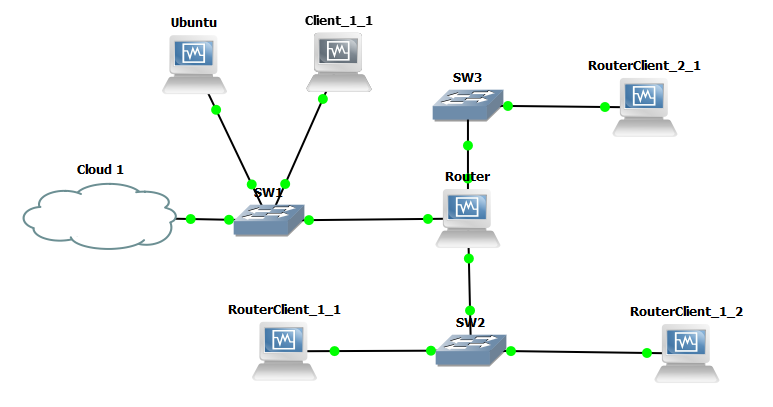 Ubuntu
Client_1_1
SW3
RouterClient_2_1
Cloud 1
SW1
Router
RouterClient_1_1
SW2
RouterClient_1_2